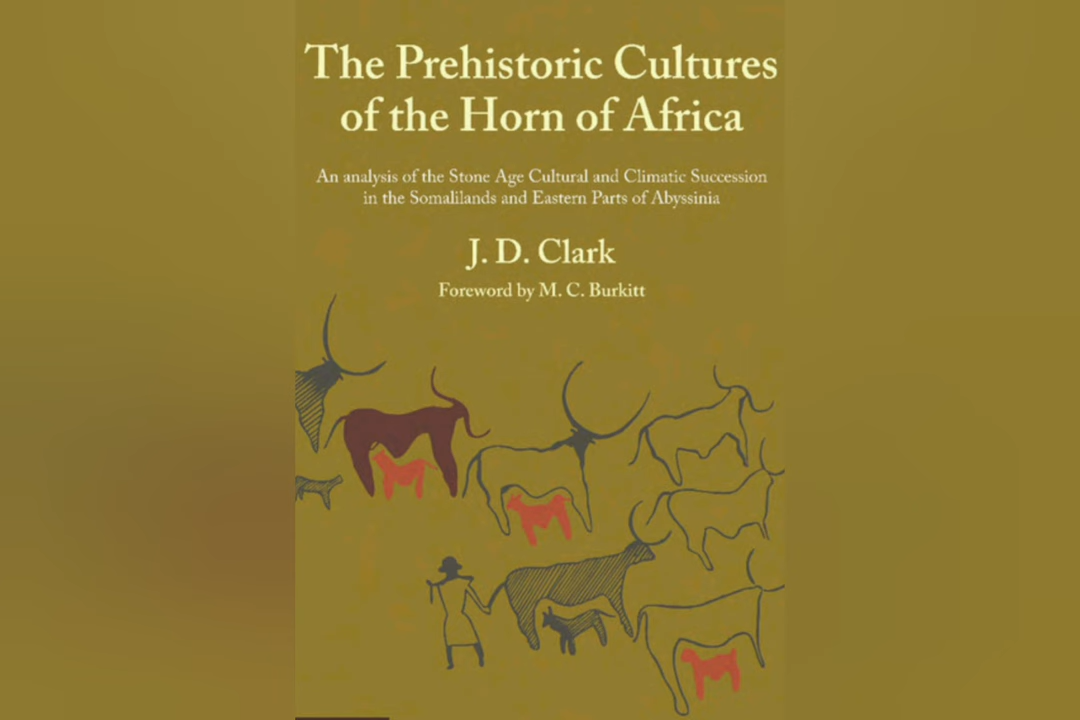 The Prehistoric Cultures
of the Horn of Africa
An analysis of the Stone Age Cultural and Climatic Succession
in the Somalilands and Eastern Parts of Abyssinia
J. D. Clark
Foreword by M. C. Burkitt